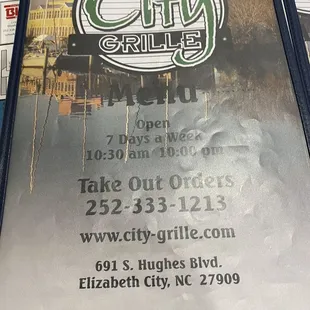 City
GRILLE
Menu
Open
7 Days a Week
10:30 am 10:00 pm
Take Out Orders
252-333-1213
www.city-grille.com
691 S. Hughes Blvd.
Elizabeth City, NC 27909